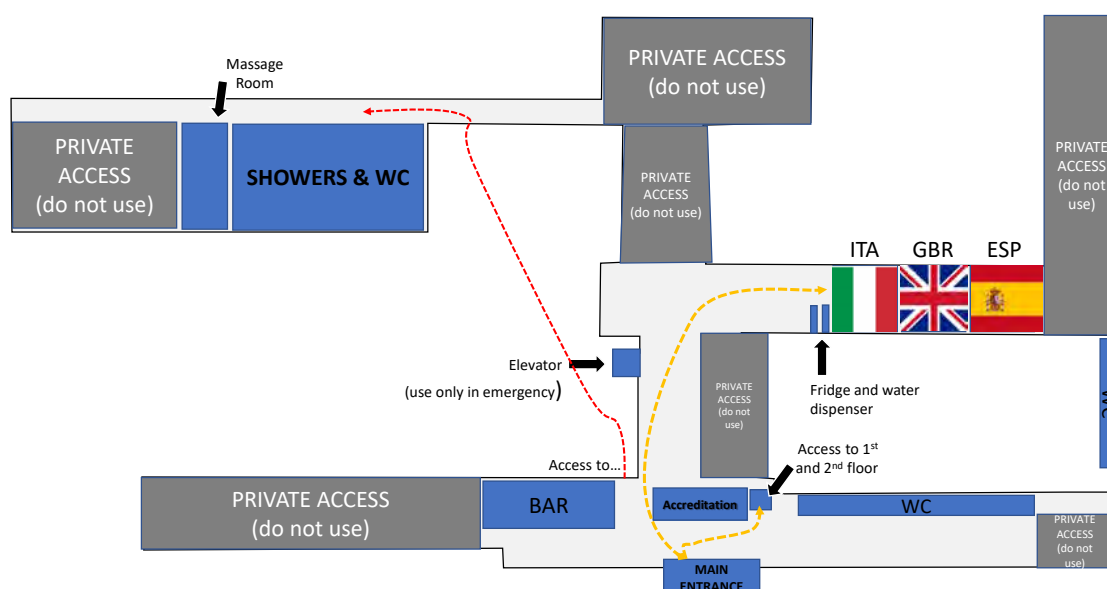 PRIVATE ACCESS
(do not use)
Massage
Room
PRIVATE
ACCESS
(do not use)
SHOWERS & WC
PRIVATE
ACCESS
(do not
use)
PRIVATE
ACCESS
(do not
use)
ITA
GBR
ESP
Elevator
(use only in emergency)
PRIVATE
ACCESS
(do not
use)
Fridge and water
dispenser
WC
Access to 1st
and 2nd floor
Access to...
PRIVATE ACCESS
(do not use)
BAR
Accreditation
WC
PRIVATE
ACCESS
(do not
use)
MAIN
ENTRANCE